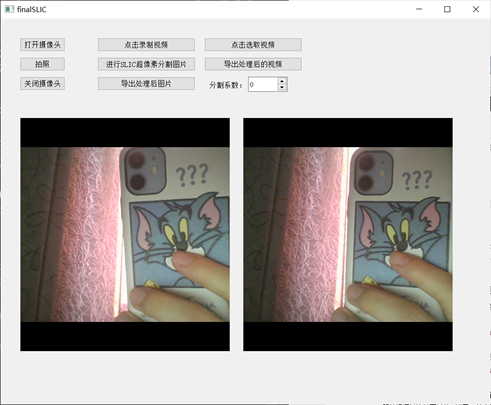 finalSLIC
打开摄像头
点击录制视频
点击选取视频
拍照
进行SLIC超像素分割图片
导出处理后的视频
关闭摄像头
导出处理后图片
分割系数：
0
???
???